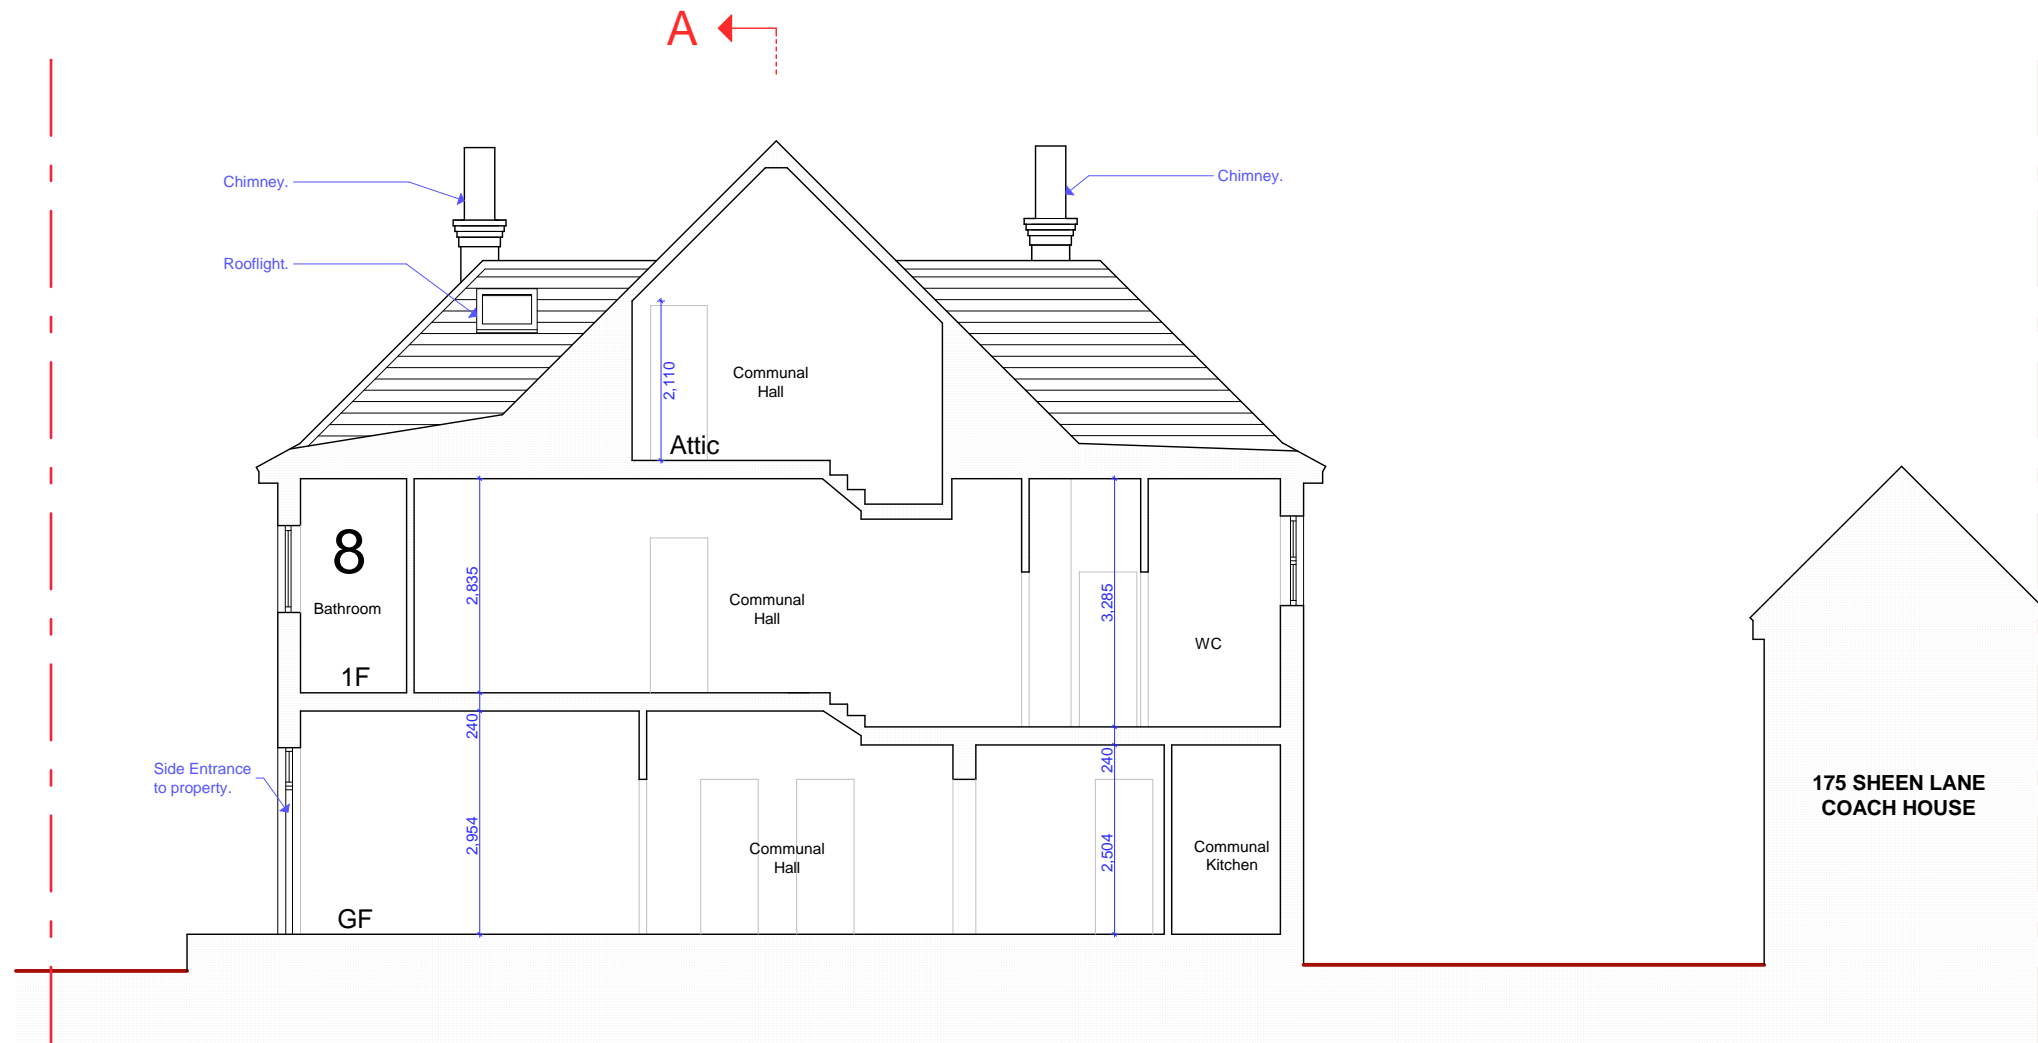 A
Chimney.
Chimney.
Rooflight.
2,110
Communal
Hall
Attic
8
Bathroom
1F
2,835
Communal
Hall
3,285
WC
240
240
Side Entrance
to property.
2,954
Communal
Hall
2,504
Communal
Kitchen
GF
175 SHEEN LANE
COACH HOUSE